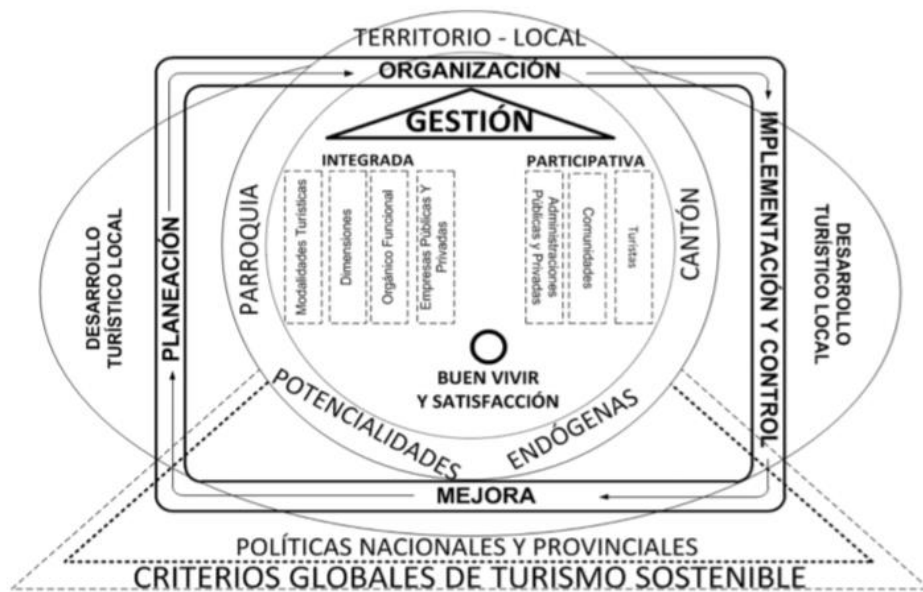 TERRITORIO - LOCAL
ORGANIZACIÓN
GESTIÓN
INTEGRADA
PARTICIPATIVA
Modalidades Turísticas
Dimensiones
Orgánico Funcional
Empresas Públicas Y
Privadas
Administraciones
Públicas y Privadas
Comunidades
Turistas
PARROQUIA
CANTÓN
PLANEACIÓN
IMPLEMENTACIÓN Y CONTROL
DESARROLLO
TURÍSTICO LOCAL
DESARROLLO
TURÍSTICO LOCAL
BUEN VIVIR
Y SATISFACCIÓN
POTENCIALIDADES
ENDÓGENAS
MEJORA
POLÍTICAS NACIONALES Y PROVINCIALES
CRITERIOS GLOBALES DE TURISMO SOSTENIBLE